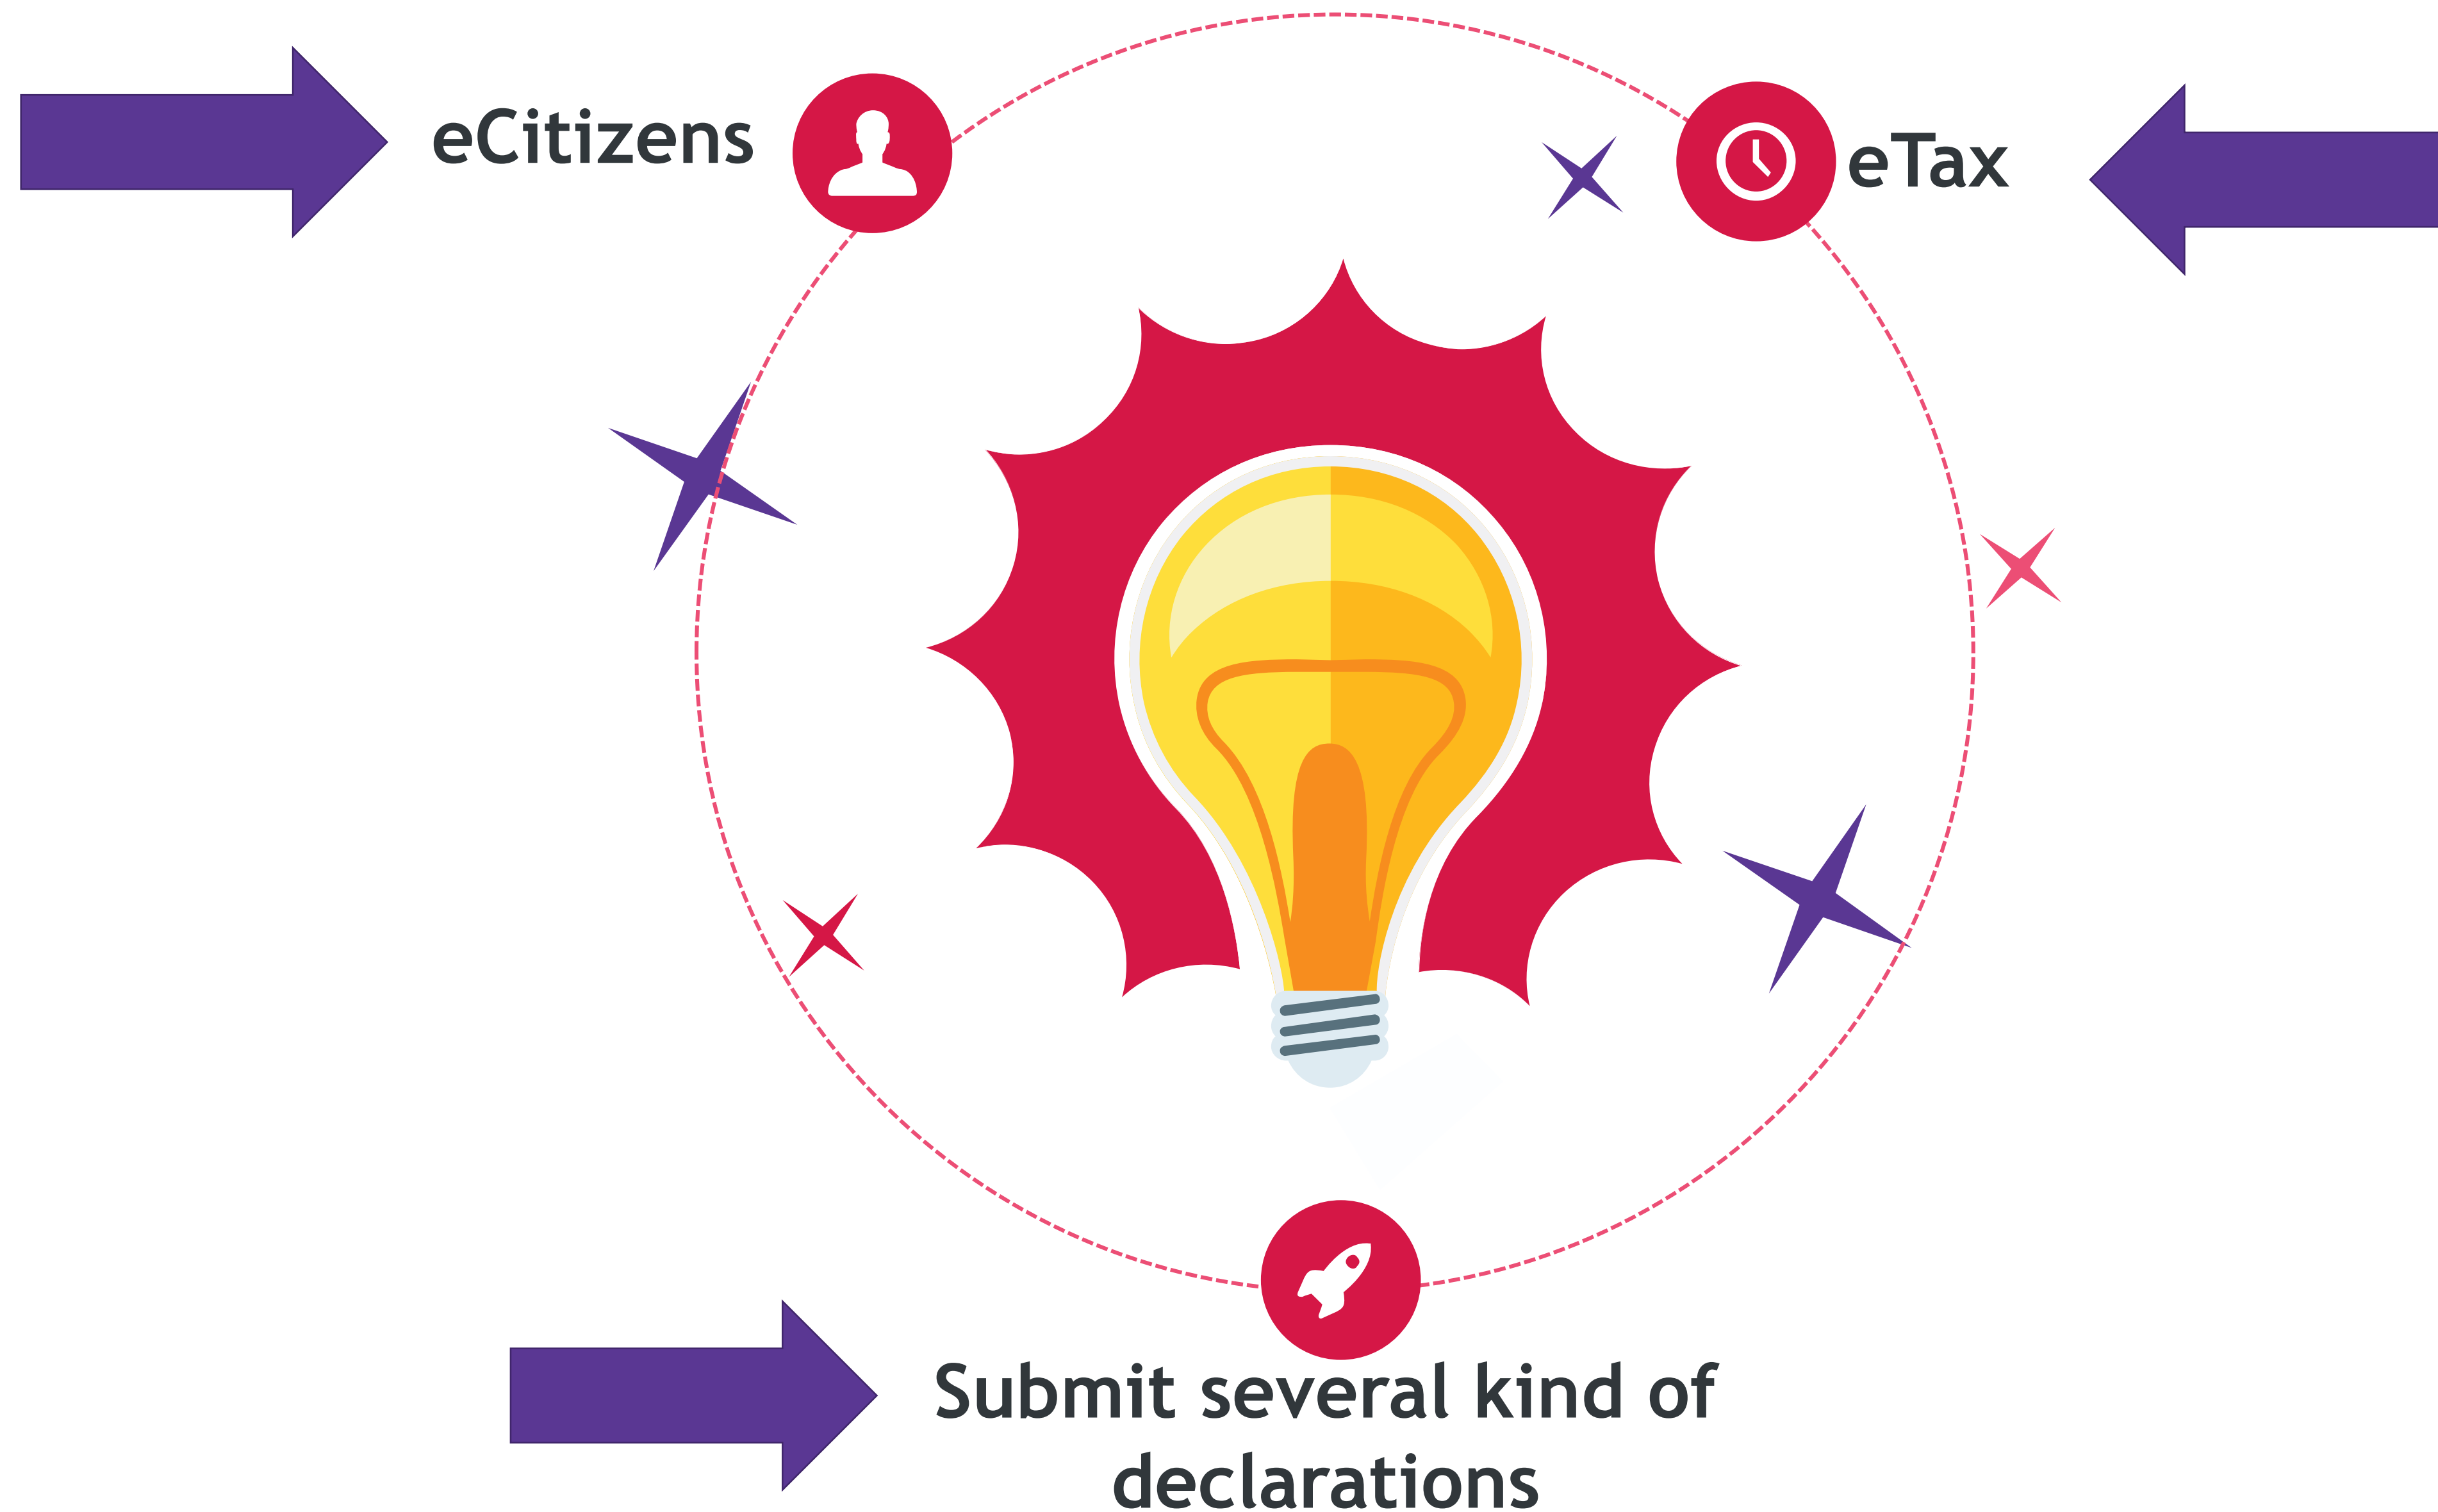 eCitizens
eTax
Submit several kind of
declarations